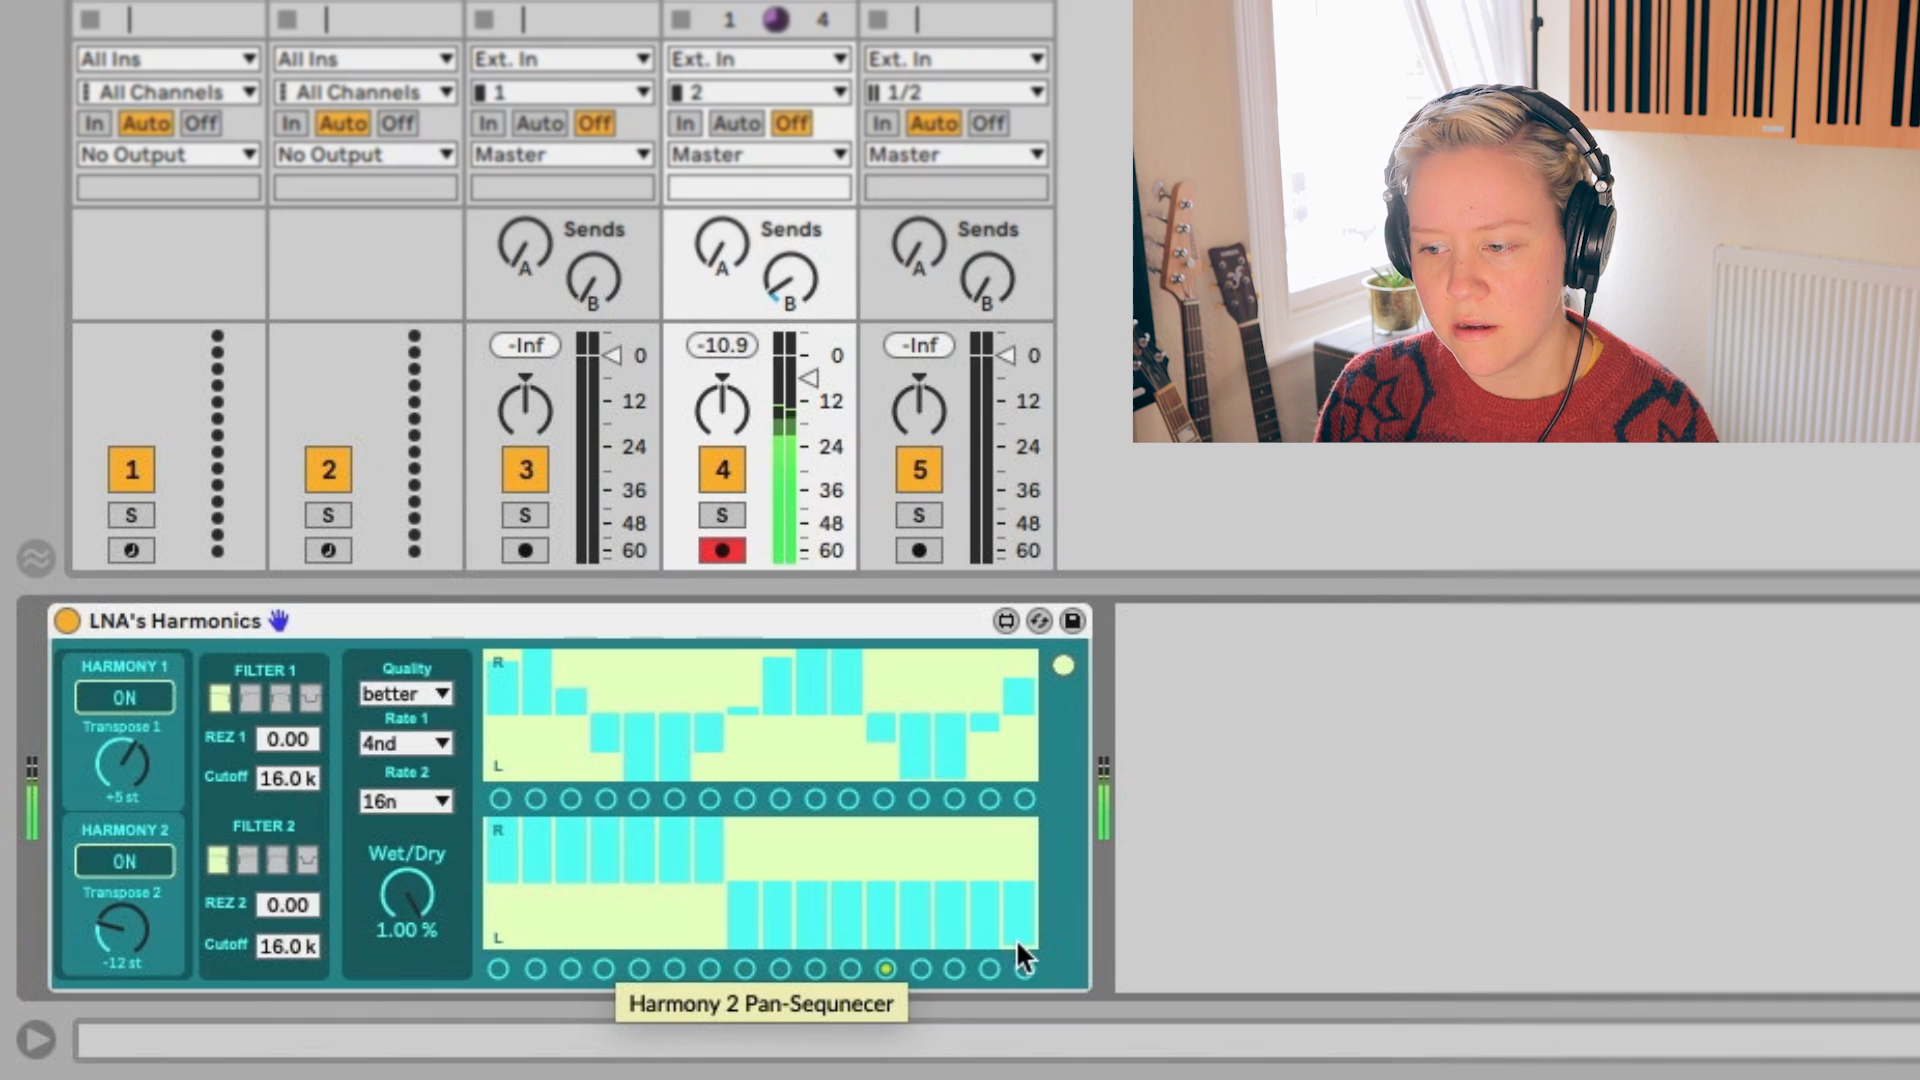 1 4
All Ins All Ins Ext. In Ext. In Ext. In
All Channels All Channels 1 2 1/2
In Auto Off In Auto Off In Auto Off In Auto Off In Auto Off
No Output No Output Master Master Master
Sends Sends Sends
A A A
B B B
-Inf 0 -10.9 0 -Inf 0
12 12 12
24 24 24
1 2 3 4 5
36 36 36
S S S S S
48 48 48
60 60 60
LNA's Harmonics
HARMONY 1
ON
Transpose 1
+5 st
HARMONY 2
ON
Transpose 2
-12 st
FILTER 1
REZ 1 0.00
Cutoff 16.0 k
FILTER 2
REZ 2 0.00
Cutoff 16.0 k
Quality
better
Rate 1
4nd
Rate 2
16n
Wet/Dry
1.00 %
R
L
R
L
Harmony 2 Pan-Sequnecer